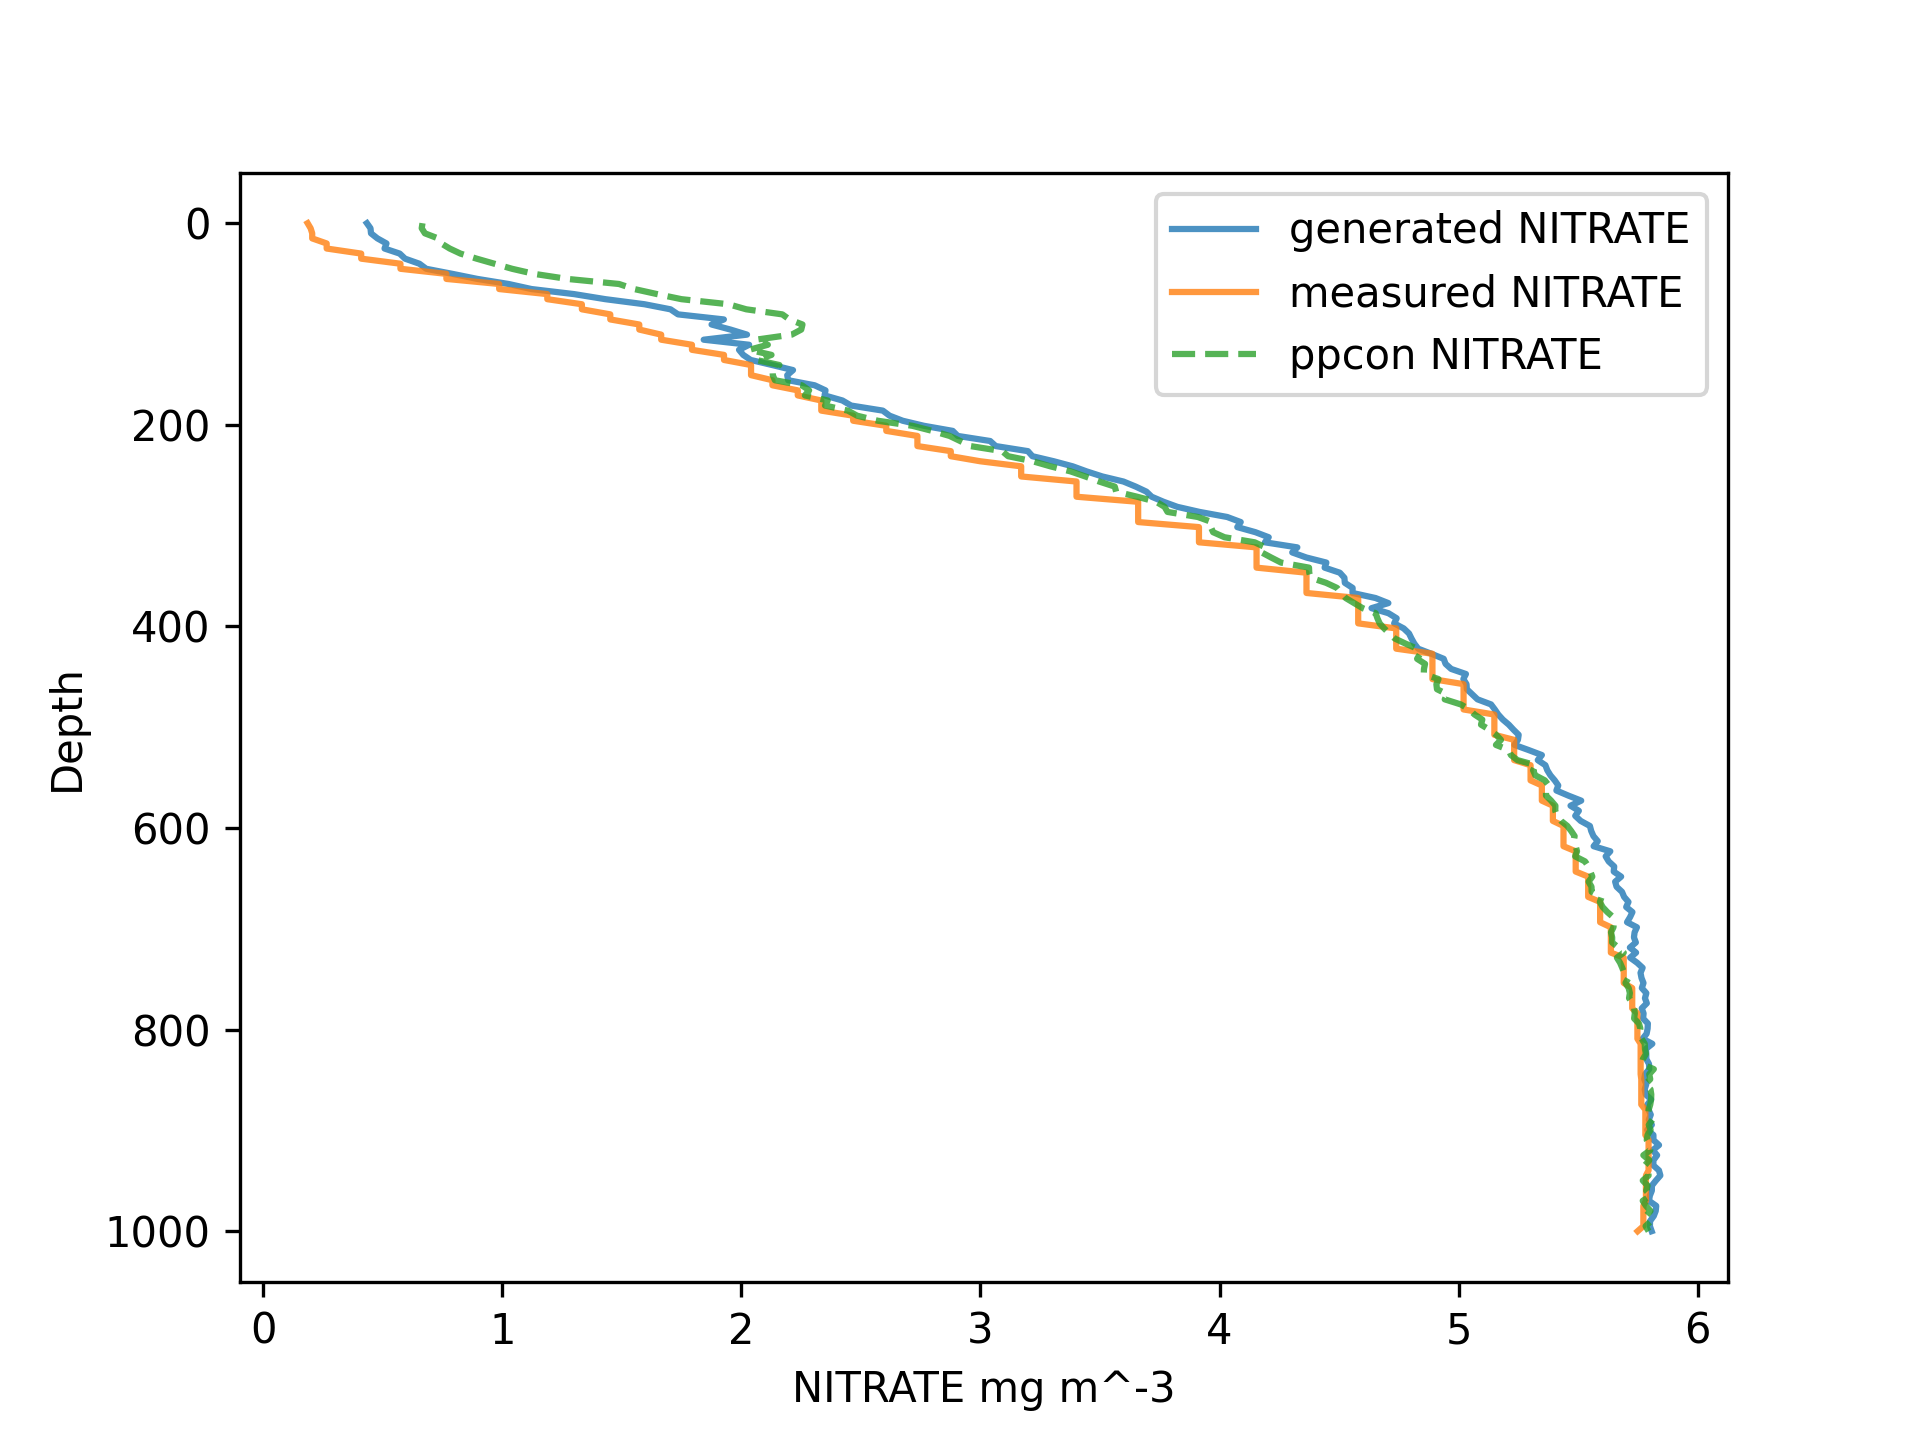 generated NITRATE
measured NITRATE
ppcon NITRATE
0
200
400
600
800
1000
Depth
0 1 2 3 4 5 6
NITRATE mg m^-3